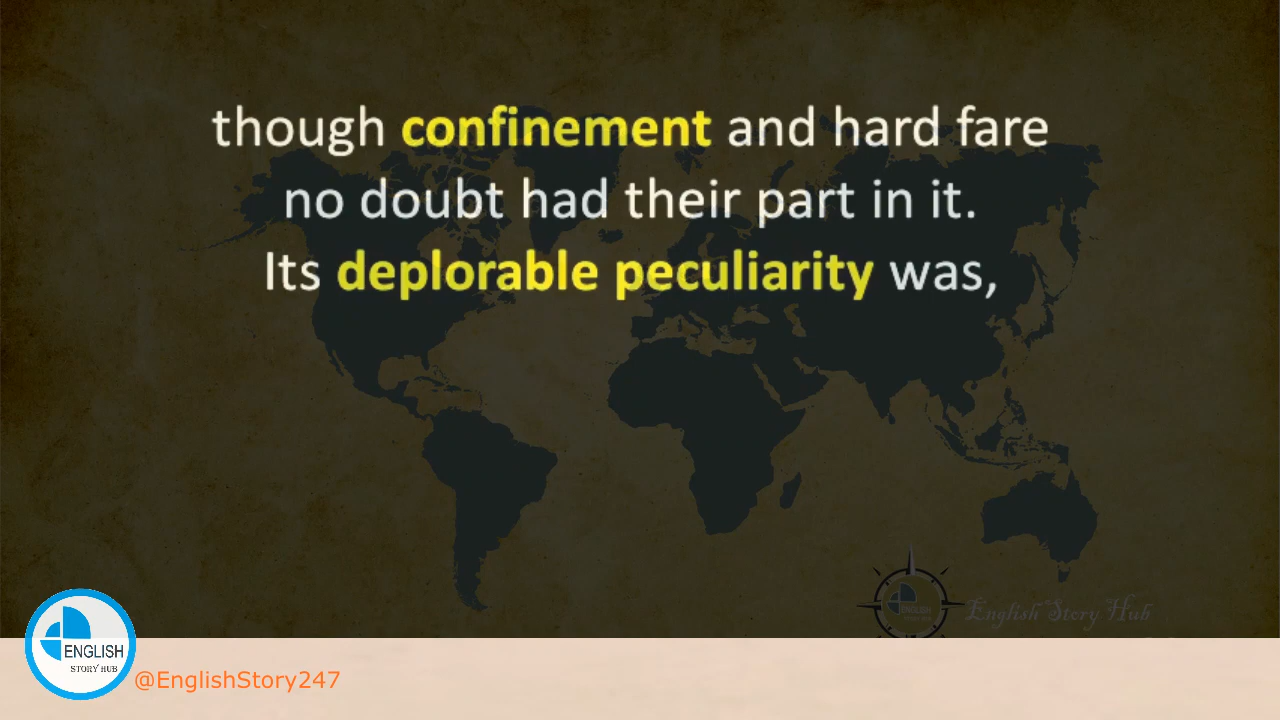 though confinement and hard fare
no doubt had their part in it.
Its deplorable peculiarity was,
English Story Hub
ENGLISH
STORY HUB
@EnglishStory247